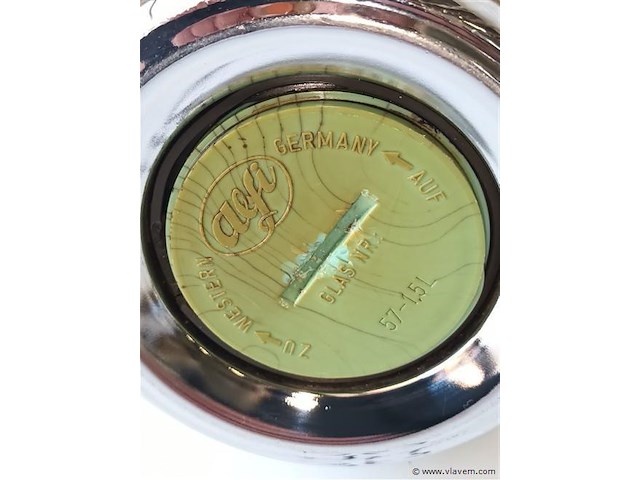 alfi
WESTERN GERMANY
← AUF
← ZU
GLAS NR:
57-1,5L
© www.vlavem.com